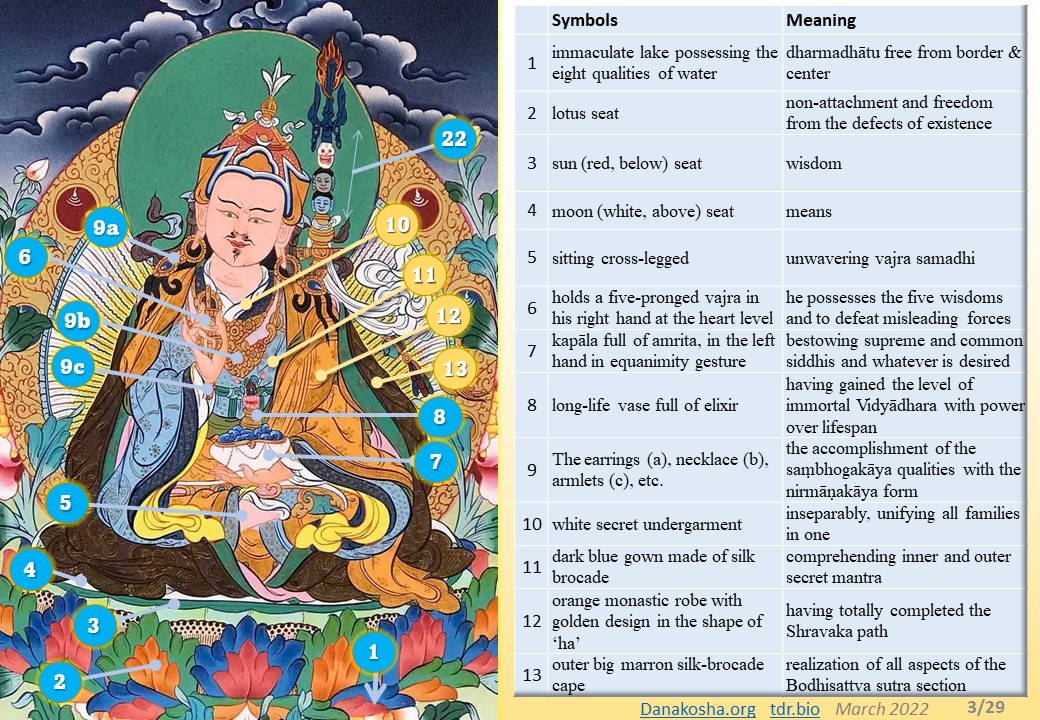 22
9a
10
6
11
9b
12
9c
13
8
7
5
4
3
1
2
Symbols Meaning
1 immaculate lake possessing the eight qualities of water dharmadhātu free from border & center
2 lotus seat non-attachment and freedom from the defects of existence
3 sun (red, below) seat wisdom
4 moon (white, above) seat means
5 sitting cross-legged unwavering vajra samadhi
6 holds a five-pronged vajra in his right hand at the heart level he possesses the five wisdoms and to defeat misleading forces
7 kapāla full of amrita, in the left hand in equanimity gesture bestowing supreme and common siddhis and whatever is desired
8 long-life vase full of elixir having gained the level of immortal Vidyādhara with power over lifespan
9 The earrings (a), necklace (b), armlets (c), etc. the accomplishment of the saṃbhogakāya qualities with the nirmāṇakāya form
10 white secret undergarment inseparably, unifying all families in one
11 dark blue gown made of silk brocade comprehending inner and outer secret mantra
12 orange monastic robe with golden design in the shape of ‘ha’ having totally completed the Shravaka path
13 outer big marron silk-brocade cape realization of all aspects of the Bodhisattva sutra section
Danakosha.org tdr.bio March 2022 3/29